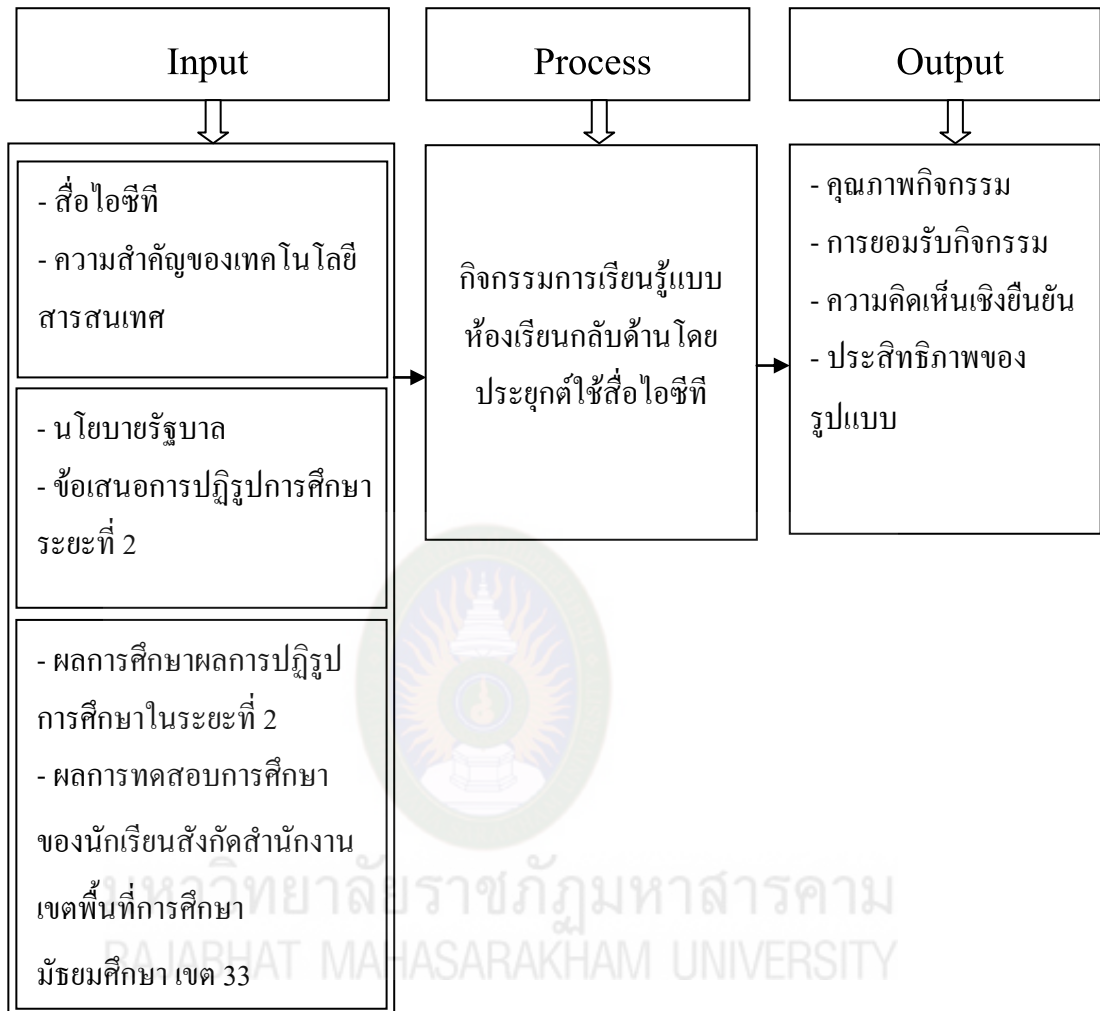 Input
Process
Output
- สื่อไอซีที
- ความสำคัญของเทคโนโลยี
สารสนเทศ
- นโยบายรัฐบาล
- ข้อเสนอการปฏิรูปการศึกษา
ระยะที่ 2
- ผลการศึกษาผลการปฏิรูป
การศึกษาในระยะที่ 2
- ผลการทดสอบการศึกษา
ของนักเรียนสังกัดสำนักงาน
เขตพื้นที่การศึกษา
มัธยมศึกษา เขต 33
กิจกรรมการเรียนรู้แบบ
ห้องเรียนกลับด้านโดย
ประยุกต์ใช้สื่อไอซีที
- คุณภาพกิจกรรม
- การยอมรับกิจกรรม
- ความคิดเห็นเชิงยืนยัน
- ประสิทธิภาพของ
รูปแบบ
มหาวิทยาลัยราชภัฏมหาสารคาม
RAJABHAT MAHASARAKHAM UNIVERSITY